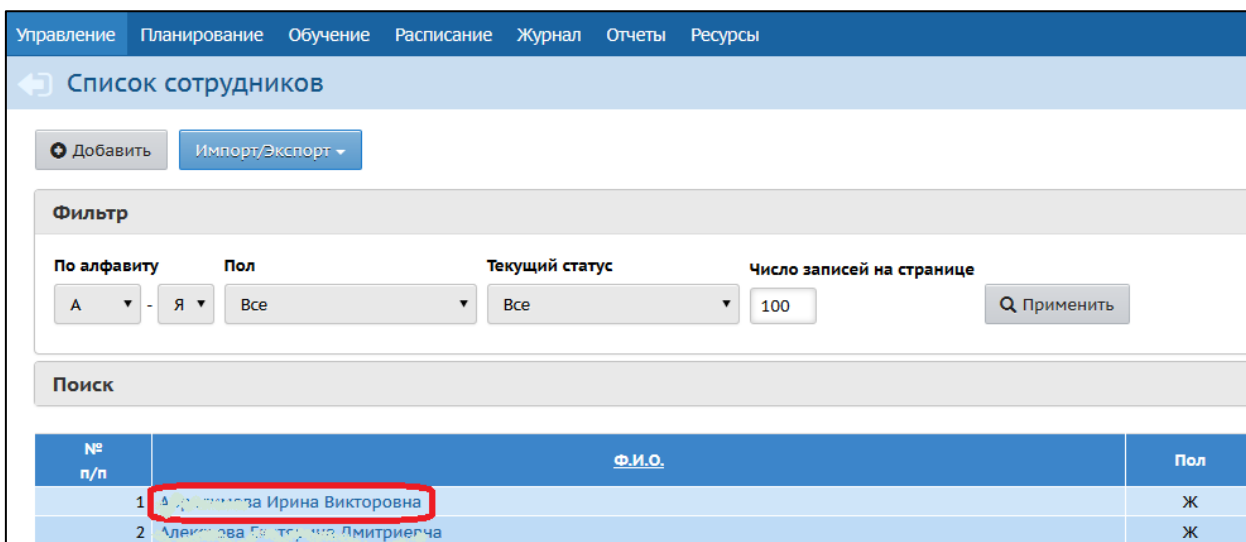 Управление Планирование Обучение Расписание Журнал Отчеты Ресурсы
Список сотрудников
Добавить Импорт/Экспорт
Фильтр
По алфавиту Пол Текущий статус Число записей на странице
А - Я Все Все 100 Применить
Поиск
№ п/п Ф.И.О. Пол
1 Ирина Викторовна Ж
2 Дмитриевна Ж